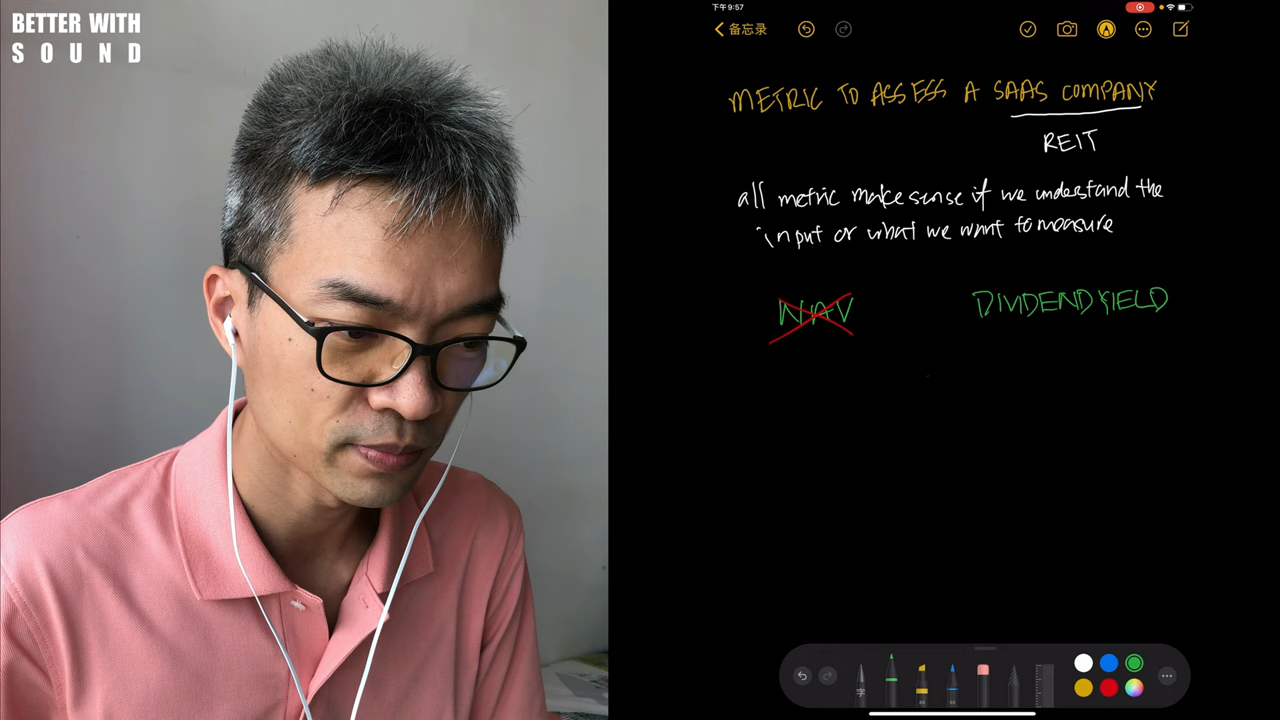 BETTER WITH
SOUND
下午9:57
备忘录
METRIC TO ASSESS A SAAS COMPANY
REIT
all metric make sense if we understand the
input or what we want to measure
NAV
DIVIDEND YIELD
字